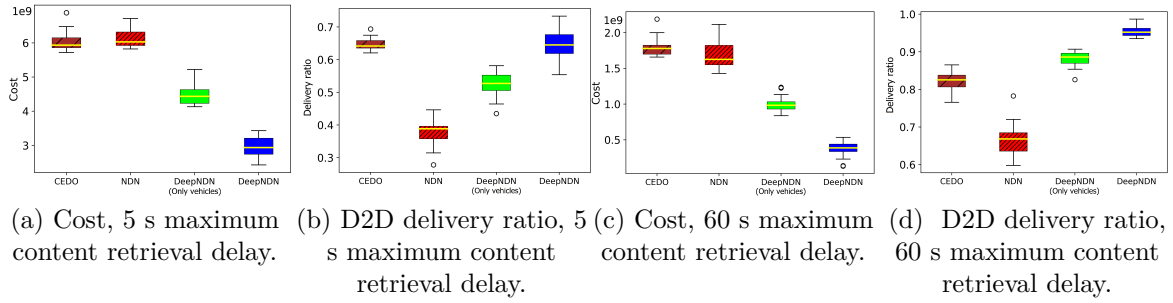 1e9
6
5
4
3
Cost
CEDO
NDN
DeepNDN
(Only vehicles)
DeepNDN
0.7
0.6
0.5
0.4
0.3
Delivery ratio
CEDO
NDN
DeepNDN
(Only vehicles)
DeepNDN
1e9
2.0
1.5
1.0
0.5
Cost
CEDO
NDN
DeepNDN
(Only vehicles)
DeepNDN
1.0
0.9
0.8
0.7
0.6
Delivery ratio
CEDO
NDN
DeepNDN
(Only vehicles)
DeepNDN
(a) Cost, 5 s maximum
content retrieval delay.
(b) D2D delivery ratio, 5
s maximum content
retrieval delay.
(c) Cost, 60 s maximum
content retrieval delay.
(d) D2D delivery ratio,
60 s maximum content
retrieval delay.